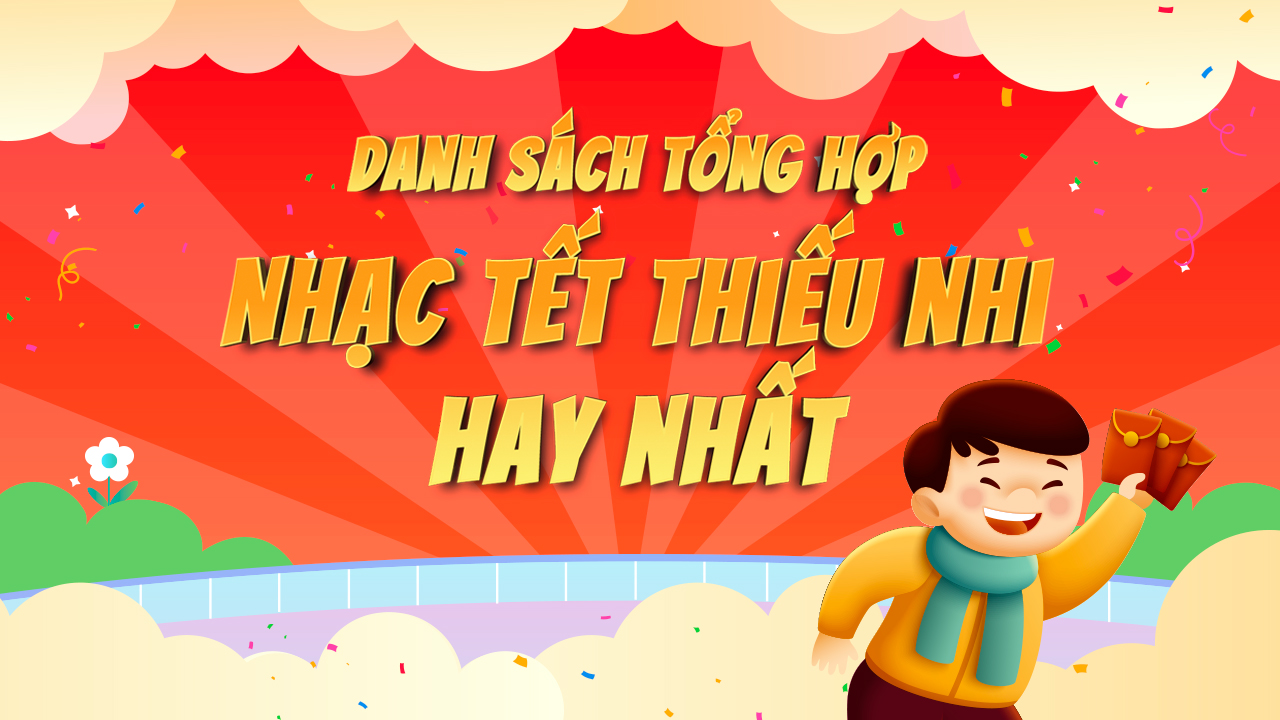 DANH SÁCH TỔNG HỢP
NHẠC TẾT THIẾU NHI
HAY NHẤT